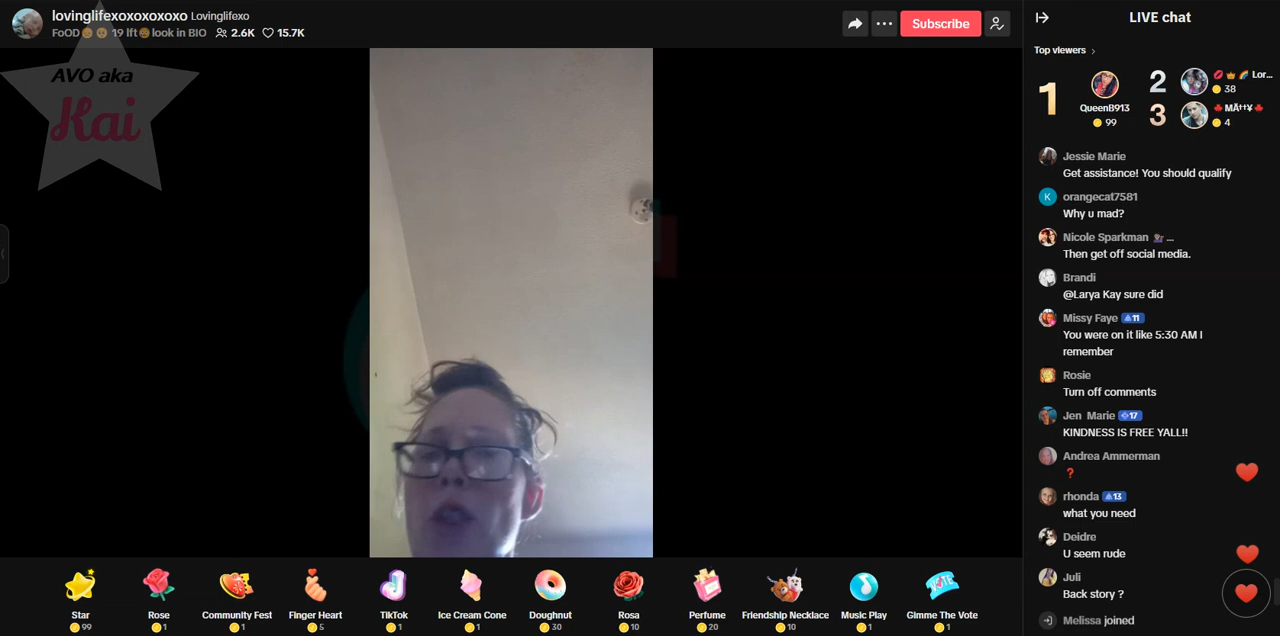 lovinglifexoxoxoxoxo Lovinglifexo
FoOD😊😊 19 lft😊look in BIO 2.6K 15.7K
Subscribe
AVO aka
Kai
LIVE chat
Top viewers
1
QueenB913
99
2
💋👑🌈 Lor...
38
3
🍁MÄ††¥🍁
4
Jessie Marie
Get assistance! You should qualify
K
orangecat7581
Why u mad?
Nicole Sparkman ...
Then get off social media.
Brandi
@Larya Kay sure did
Missy Faye 11
You were on it like 5:30 AM I
remember
Rosie
Turn off comments
Jen Marie 17
KINDNESS IS FREE YALL!!
Andrea Ammerman
❓
rhonda 13
what you need
Deidre
U seem rude
Juli
Back story ?
Melissa joined
Star
99
Rose
1
Community Fest
1
Finger Heart
5
TikTok
1
Ice Cream Cone
1
Doughnut
30
Rosa
10
Perfume
20
Friendship Necklace
10
Music Play
1
VOTE
Gimme The Vote
1